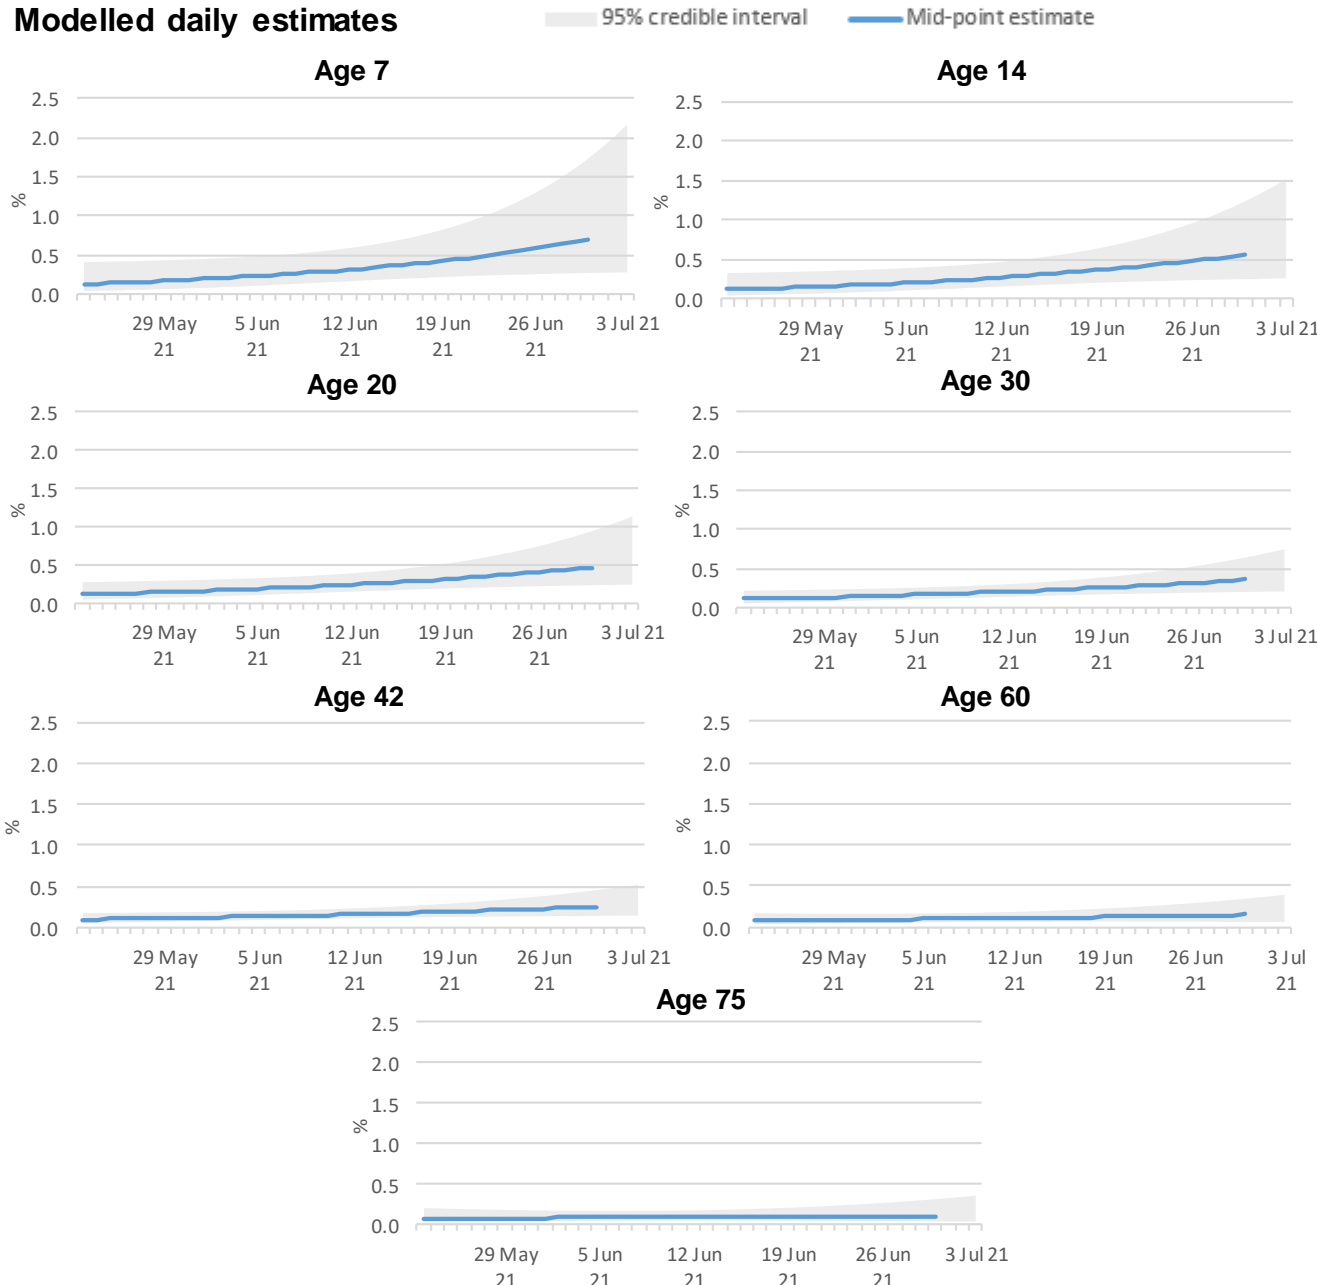 Modelled daily estimates
95% credible interval
Mid-point estimate
Age 7
2.5
2.0
1.5
1.0
0.5
0.0
%
29 May 5 Jun 12 Jun 19 Jun 26 Jun 3 Jul 21
21 21 21 21 21
Age 14
2.5
2.0
1.5
1.0
0.5
0.0
%
29 May 5 Jun 12 Jun 19 Jun 26 Jun 3 Jul 21
21 21 21 21 21
Age 20
2.5
2.0
1.5
1.0
0.5
0.0
%
29 May 5 Jun 12 Jun 19 Jun 26 Jun 3 Jul 21
21 21 21 21 21
Age 30
2.5
2.0
1.5
1.0
0.5
0.0
%
29 May 5 Jun 12 Jun 19 Jun 26 Jun 3 Jul 21
21 21 21 21 21
Age 42
2.5
2.0
1.5
1.0
0.5
0.0
%
29 May 5 Jun 12 Jun 19 Jun 26 Jun 3 Jul 21
21 21 21 21 21
Age 60
2.5
2.0
1.5
1.0
0.5
0.0
%
29 May 5 Jun 12 Jun 19 Jun 26 Jun 3 Jul
21 21 21 21 21 21
Age 75
2.5
2.0
1.5
1.0
0.5
0.0
%
29 May 5 Jun 12 Jun 19 Jun 26 Jun 3 Jul 21
21 21 21 21 21